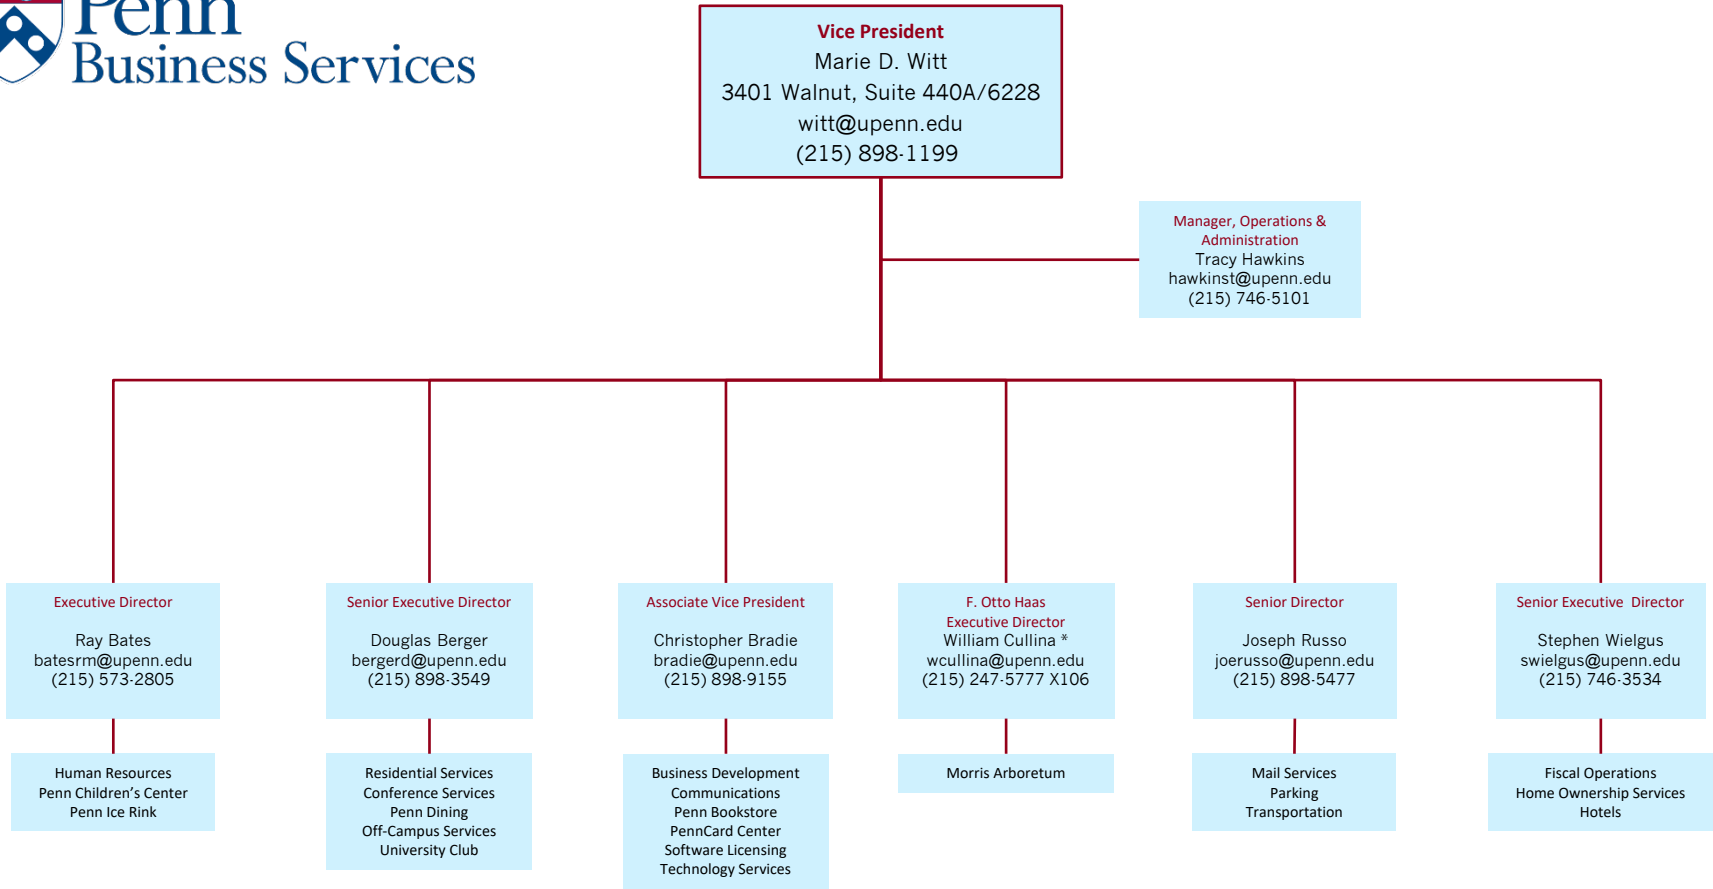 Penn
Business Services
Vice President
Marie D. Witt
3401 Walnut, Suite 440A/6228
witt@upenn.edu
(215) 898-1199
Manager, Operations &
Administration
Tracy Hawkins
hawkinst@upenn.edu
(215) 746-5101
Executive Director
Ray Bates
batesrm@upenn.edu
(215) 573-2805
Senior Executive Director
Douglas Berger
bergerd@upenn.edu
(215) 898-3549
Associate Vice President
Christopher Bradie
bradie@upenn.edu
(215) 898-9155
F. Otto Haas
Executive Director
William Cullina *
wcullina@upenn.edu
(215) 247-5777 X106
Senior Director
Joseph Russo
joerusso@upenn.edu
(215) 898-5477
Senior Executive  Director
Stephen Wielgus
swielgus@upenn.edu
(215) 746-3534
Human Resources
Penn Children’s Center
Penn Ice Rink
Residential Services
Conference Services
Penn Dining
Off-Campus Services
University Club
Business Development
Communications
Penn Bookstore
PennCard Center
Software Licensing
Technology Services
Morris Arboretum
Mail Services
Parking
Transportation
Fiscal Operations
Home Ownership Services
Hotels